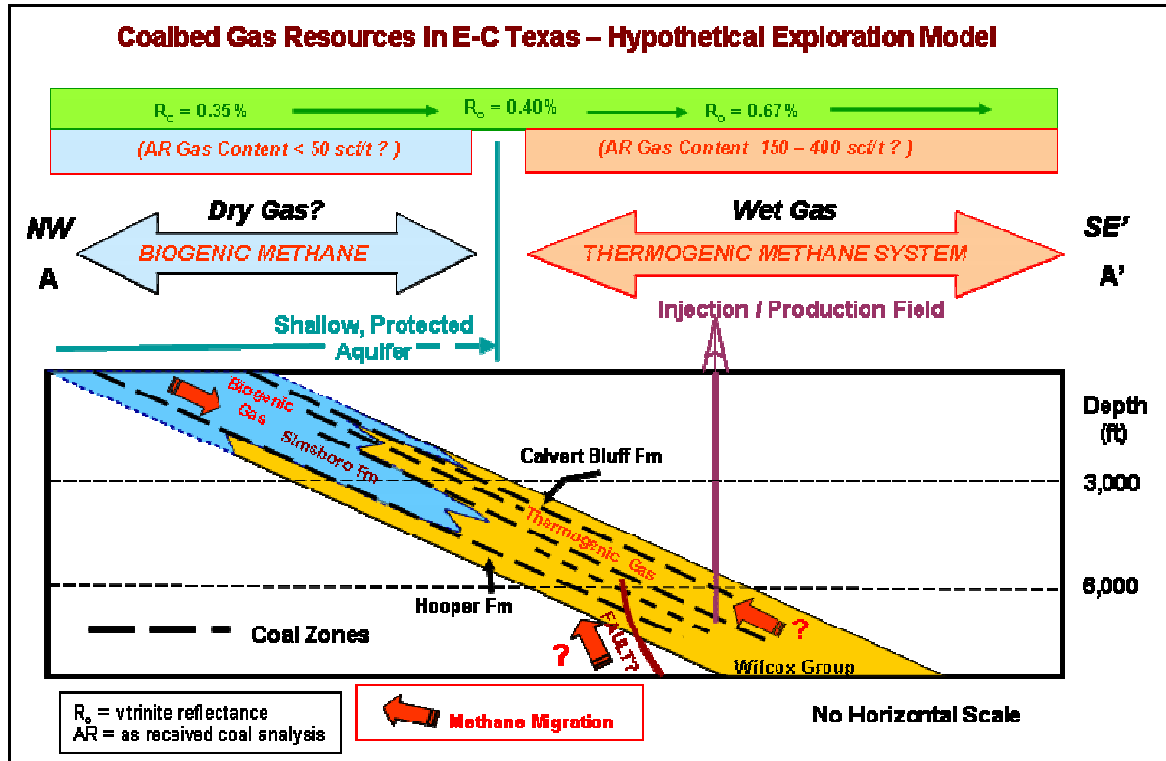 Coalbed Gas Resources in E-C Texas – Hypothetical Exploration Model
Ro = 0.35%
Ro = 0.40%
Ro = 0.67%
(AR Gas Content < 50 scf/t ? )
(AR Gas Content 150 – 400 scf/t ? )
NW
A
Dry Gas?
BIOGENIC METHANE
Wet Gas
THERMOGENIC METHANE SYSTEM
SE'
A'
Shallow, Protected
Aquifer
Injection / Production Field
Biogenic
Gas
Simsboro Fm
Calvert Bluff Fm
Thermogenic Gas
Hooper Fm
FAULT?
?
?
Wilcox Group
Depth
(ft)
3,000
6,000
Coal Zones
Ro = vtrinite reflectance
AR = as received coal analysis
Methane Migration
No Horizontal Scale